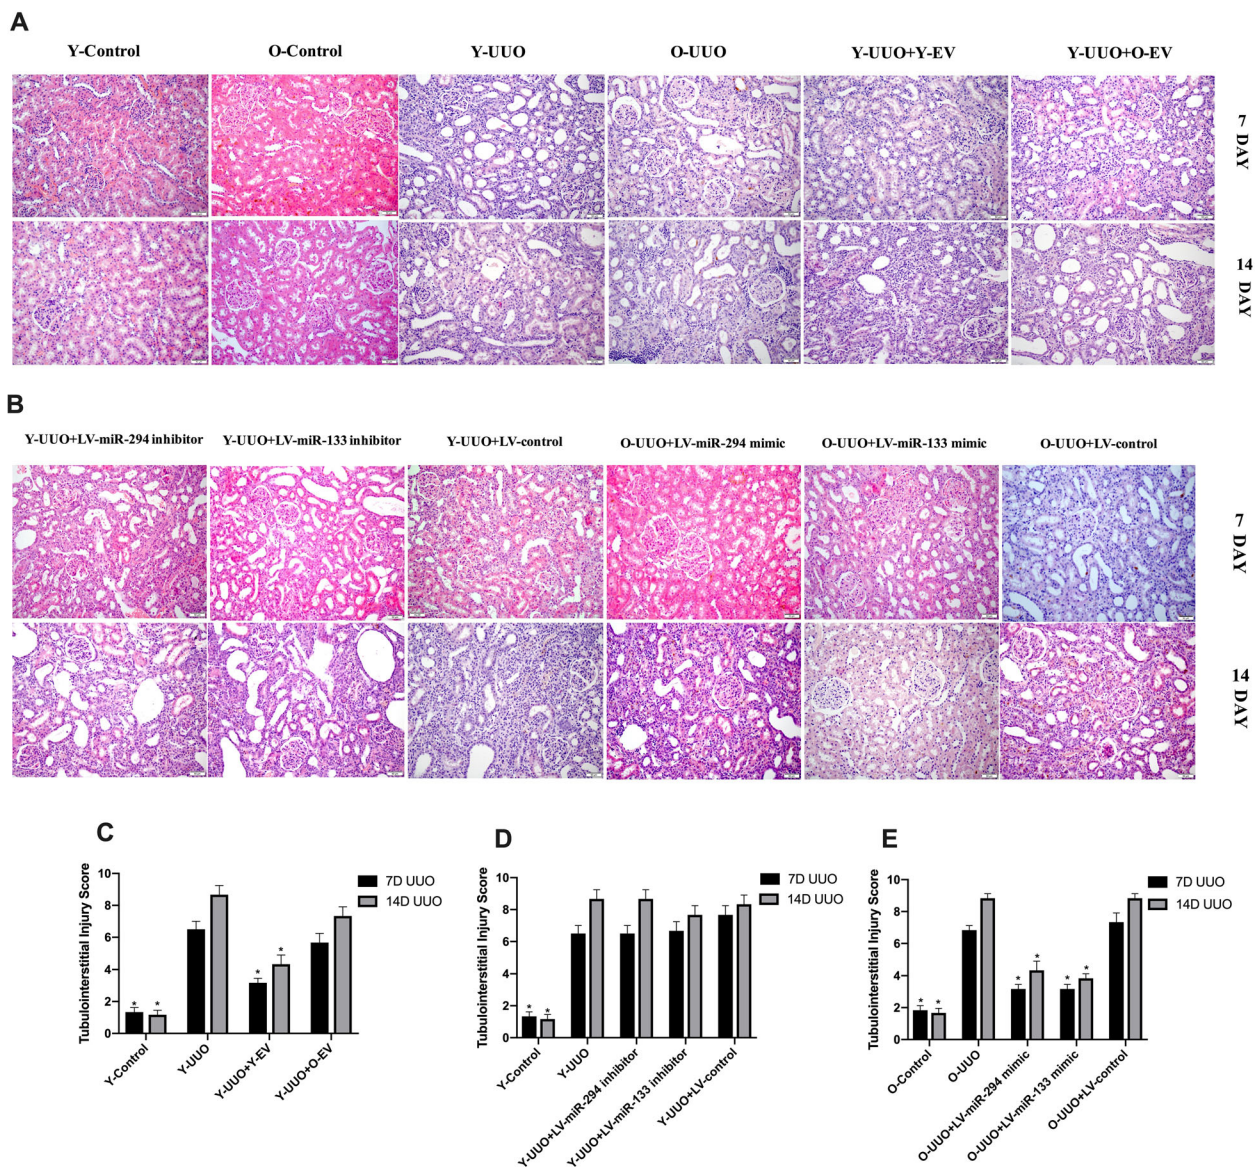 A
Y-Control O-Control Y-UUO O-UUO Y-UUO+Y-EV Y-UUO+O-EV
7 DAY
14 DAY
B
Y-UUO+LV-miR-294 inhibitor Y-UUO+LV-miR-133 inhibitor Y-UUO+LV-control O-UUO+LV-miR-294 mimic O-UUO+LV-miR-133 mimic O-UUO+LV-control
7 DAY
14 DAY
C
Tubulointerstitial Injury Score
10
8
6
4
2
0
* * * *
7D UUO
14D UUO
Y-Control Y-UUO Y-UUO+Y-EV Y-UUO+O-EV
D
Tubulointerstitial Injury Score
10
8
6
4
2
0
* *
7D UUO
14D UUO
Y-Control Y-UUO Y-UUO+LV-miR-294 inhibitor Y-UUO+LV-miR-133 inhibitor Y-UUO+LV-control
E
Tubulointerstitial Injury Score
10
8
6
4
2
0
* * * * * *
7D UUO
14D UUO
O-Control O-UUO O-UUO+LV-miR-294 mimic O-UUO+LV-miR-133 mimic O-UUO+LV-control